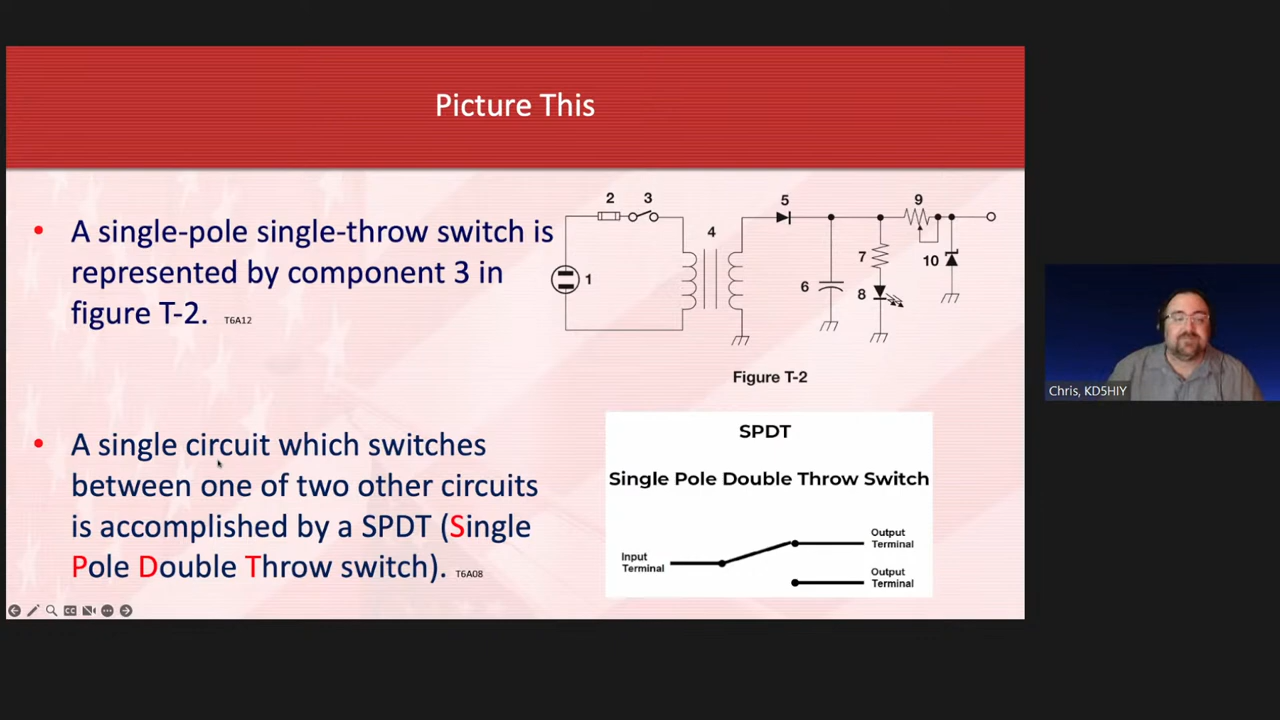 Picture This
• A single-pole single-throw switch is
represented by component 3 in
figure T-2. T6A12
• A single circuit which switches
between one of two other circuits
is accomplished by a SPDT (Single
Pole Double Throw switch). T6A08
2
3
5
9
4
1
7
10
6
8
Figure T-2
SPDT
Single Pole Double Throw Switch
Input
Terminal
Output
Terminal
Output
Terminal
CC
Chris, KD5HIY